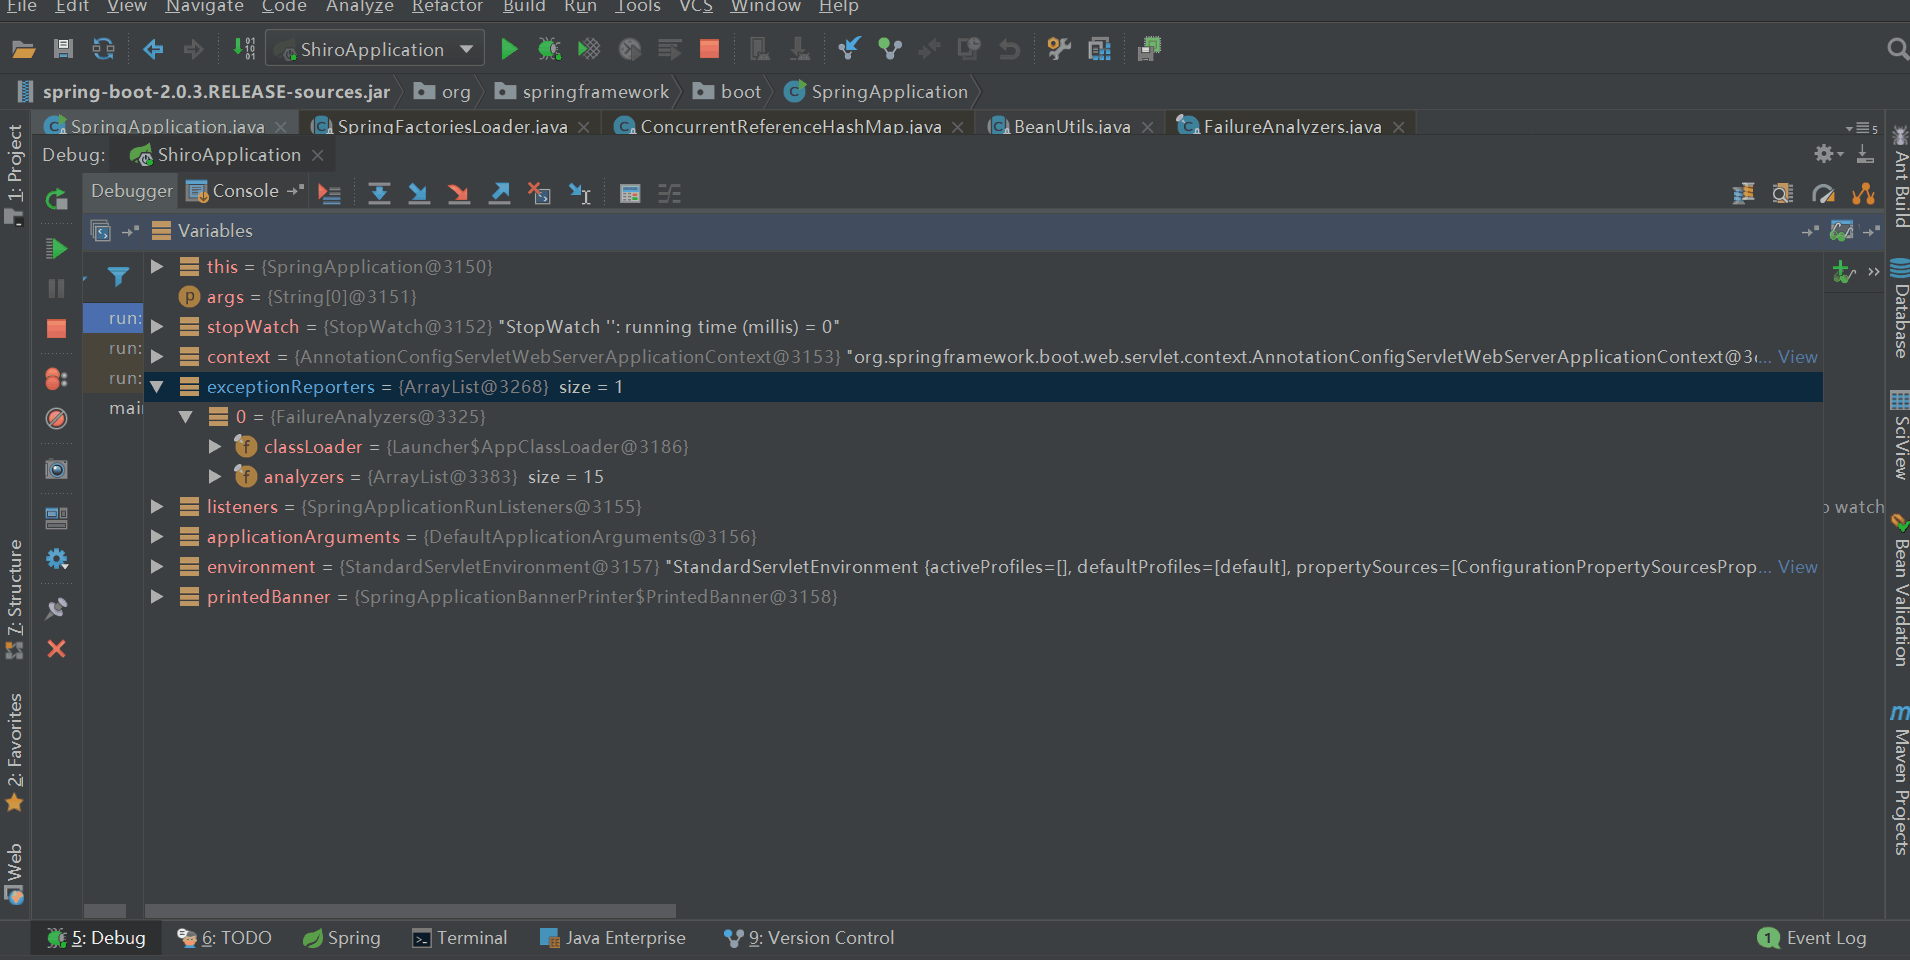 File Edit View Navigate Code Analyze Refactor Build Run Tools VCS Window Help
ShiroApplication
spring-boot-2.0.3.RELEASE-sources.jar org springframework boot SpringApplication
SpringApplication.java SpringFactoriesLoader.java ConcurrentReferenceHashMap.java BeanUtils.java FailureAnalyzers.java 5
Debug: ShiroApplication
Debugger Console
Variables
this = {SpringApplication@3150}
args = {String[0]@3151}
run: stopWatch = {StopWatch@3152} "StopWatch '': running time (millis) = 0"
run: context = {AnnotationConfigServletWebServerApplicationContext@3153} "org.springframework.boot.web.servlet.context.AnnotationConfigServletWebServerApplicationContext@3... View
run: exceptionReporters = {ArrayList@3268} size = 1
mai 0 = {FailureAnalyzers@3325}
classLoader = {Launcher$AppClassLoader@3186}
analyzers = {ArrayList@3383} size = 15
listeners = {SpringApplicationRunListeners@3155}
watch
applicationArguments = {DefaultApplicationArguments@3156}
environment = {StandardServletEnvironment@3157} "StandardServletEnvironment {activeProfiles=[], defaultProfiles=[default], propertySources=[ConfigurationPropertySourcesProp... View
printedBanner = {SpringApplicationBannerPrinter$PrintedBanner@3158}
1: Project
7: Structure
2: Favorites
Web
Ant Build
Database
SciView
Bean Validation
Maven Projects
5: Debug 6: TODO Spring Terminal Java Enterprise 9: Version Control 1 Event Log